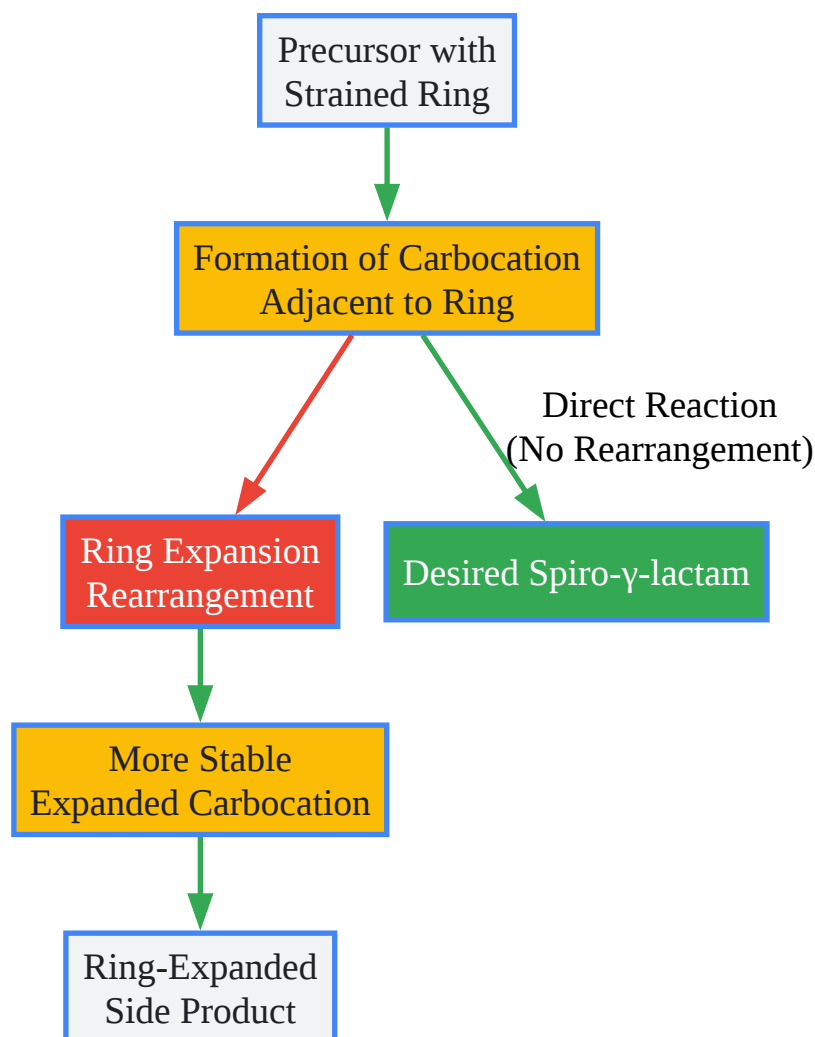 Precursor with
Strained Ring
Formation of Carbocation
Adjacent to Ring
Direct Reaction
(No Rearrangement)
Ring Expansion
Rearrangement
Desired Spiro-γ-lactam
More Stable
Expanded Carbocation
Ring-Expanded
Side Product